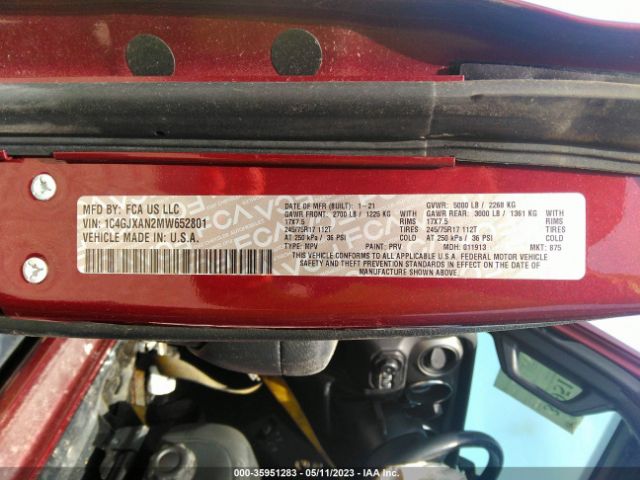 MFD BY: FCA US LLC
VIN: 1C4GJXAN2MW652801
VEHICLE MADE IN U.S.A.
DATE OF MFR (BUILT): 1-21
GAWR FRONT: 2700 LB / 1225 KG WITH
17X7.5 RIMS
245/75R17 112T TIRES
AT 250 kPa / 36 PSI COLD
GVWR: 5000 LB / 2268 KG
GAWR REAR: 3000 LB / 1361 KG WITH
17X7.5 RIMS
245/75R17 112T TIRES
AT 250 kPa / 36 PSI COLD
TYPE: MPV PAINT: PRV MDH: 011913 MKT: 875
THIS VEHICLE CONFORMS TO ALL APPLICABLE U.S.A. FEDERAL MOTOR VEHICLE
SAFETY AND THEFT PREVENTION STANDARDS IN EFFECT ON THE DATE OF
MANUFACTURE SHOWN ABOVE.
000-35951283 - 05/11/2023 - IAA Inc.